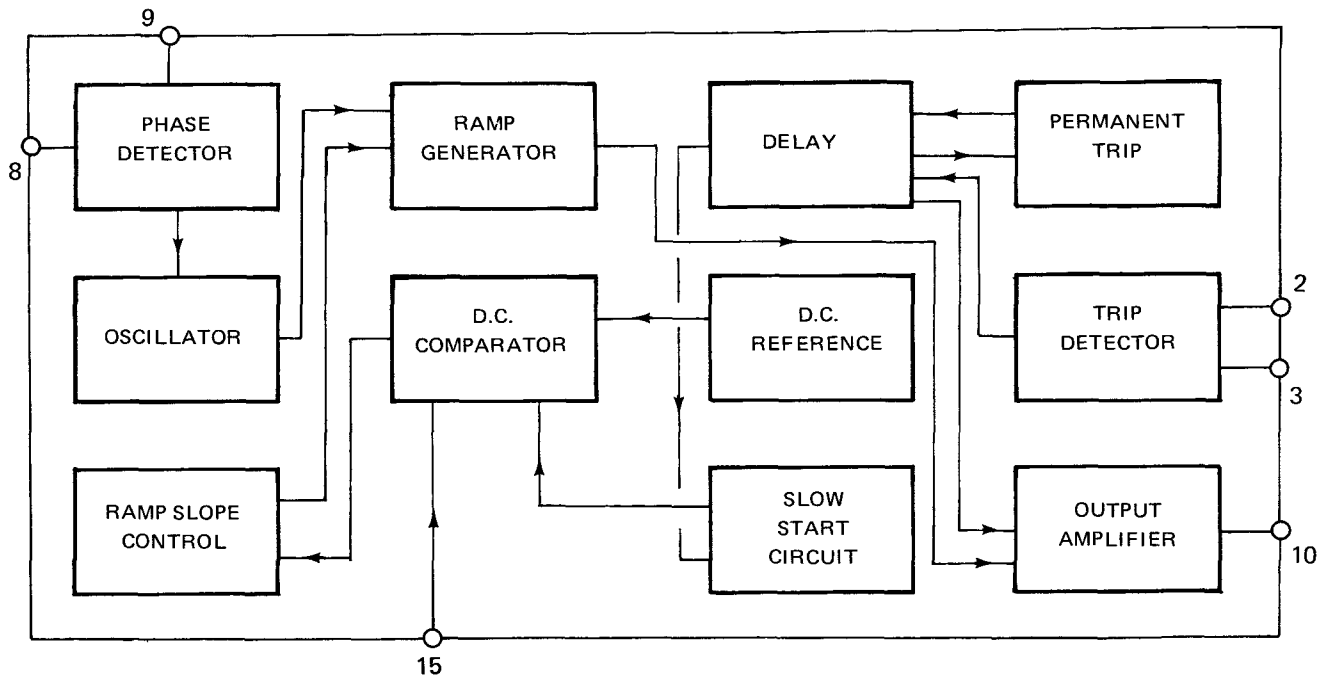 9
PHASE
DETECTOR
8
RAMP
GENERATOR
DELAY
PERMANENT
TRIP
OSCILLATOR
D.C.
COMPARATOR
D.C.
REFERENCE
TRIP
DETECTOR
2
3
RAMP SLOPE
CONTROL
SLOW
START
CIRCUIT
OUTPUT
AMPLIFIER
10
15